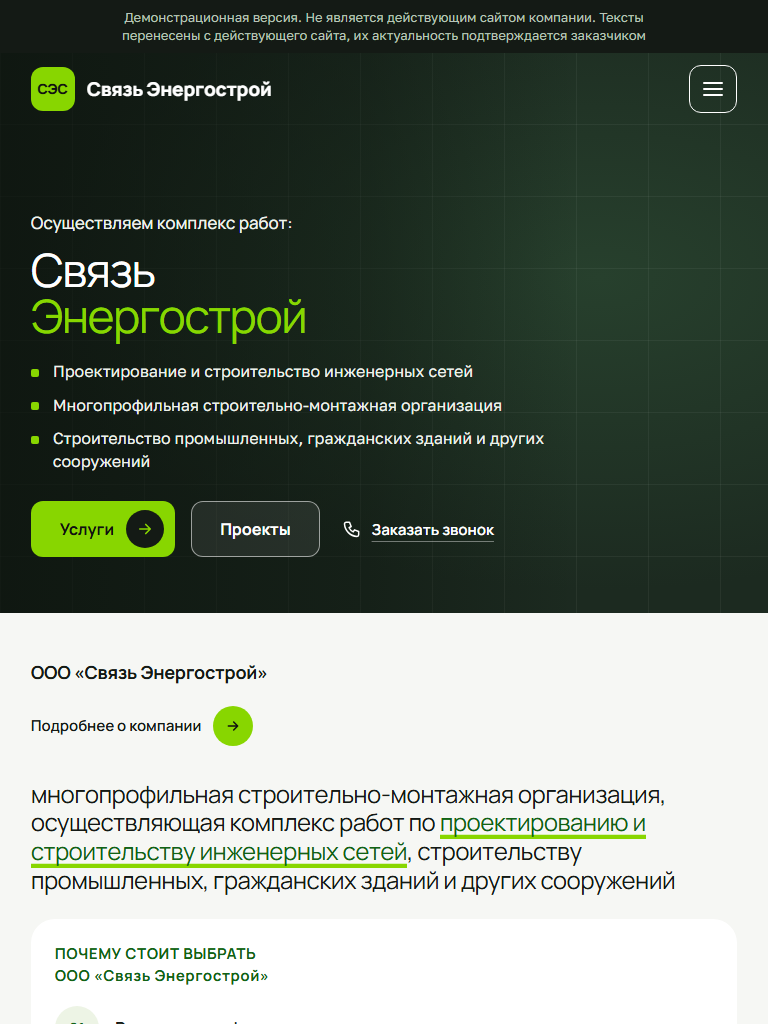 Демонстрационная версия. Не является действующим сайтом компании. Тексты
перенесены с действующего сайта, их актуальность подтверждается заказчиком
СЭС
Связь Энергострой
Осуществляем комплекс работ:
Связь
Энергострой
Проектирование и строительство инженерных сетей
Многопрофильная строительно-монтажная организация
Строительство промышленных, гражданских зданий и других
сооружений
Услуги
Проекты
Заказать звонок
ООО «Связь Энергострой»
Подробнее о компании
многопрофильная строительно-монтажная организация,
осуществляющая комплекс работ по проектированию и
строительству инженерных сетей, строительству
промышленных, гражданских зданий и других сооружений
ПОЧЕМУ СТОИТ ВЫБРАТЬ
ООО «Связь Энергострой»